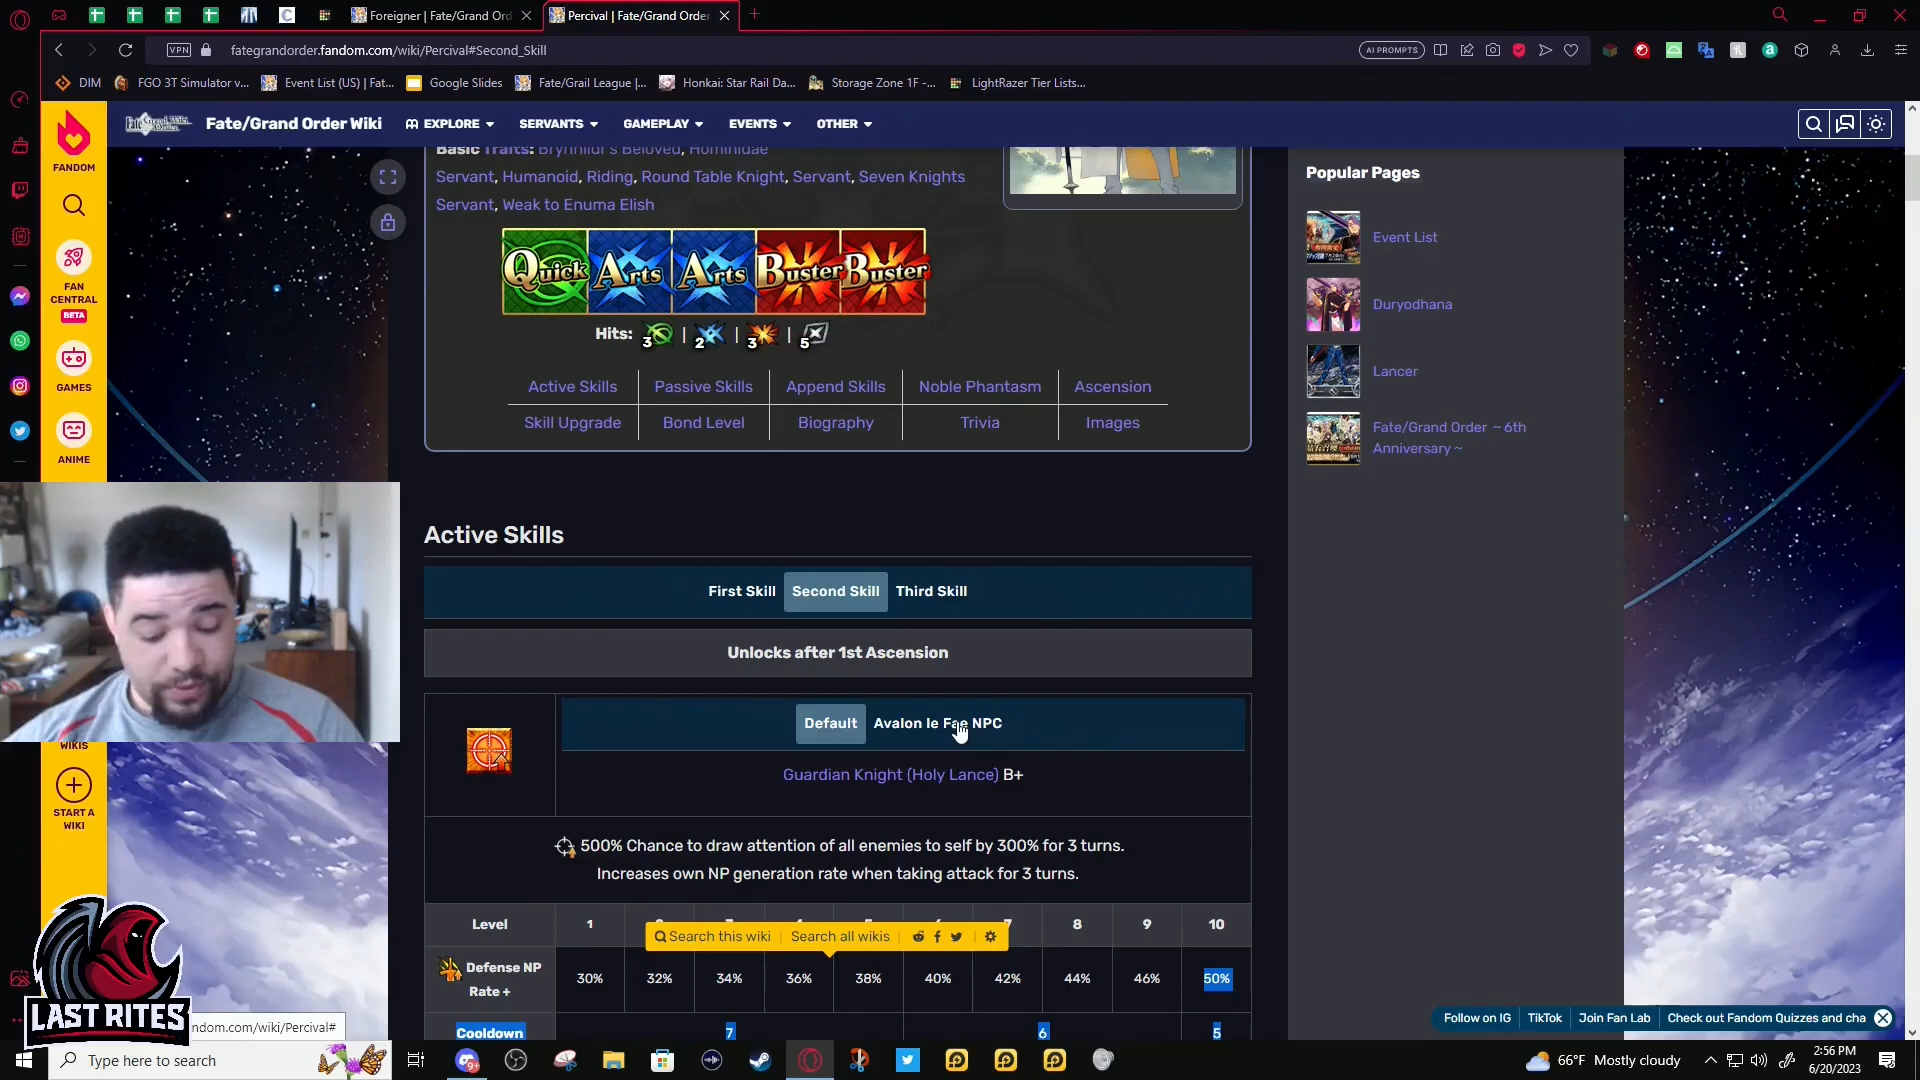 Foreigner | Fate/Grand Ord
Percival | Fate/Grand Order
VPN
fategrandorder.fandom.com/wiki/Percival#Second_Skill
AI PROMPTS
DIM
FGO 3T Simulator v...
Event List (US) | Fat...
Google Slides
Fate/Grail League |...
Honkai: Star Rail Da...
Storage Zone 1F -...
LightRazer Tier Lists...
Fate/Grand Order Wiki
EXPLORE
SERVANTS
GAMEPLAY
EVENTS
OTHER
FANDOM
FAN
CENTRAL
BETA
GAMES
ANIME
WIKIS
START A
WIKI
Basic Traits: Brynhildr's Beloved, Hominidae
Servant, Humanoid, Riding, Round Table Knight, Servant, Seven Knights
Servant, Weak to Enuma Elish
Quick Arts Arts Buster Buster
Hits: 3 | 2 | 3 | 5
Active Skills Passive Skills Append Skills Noble Phantasm Ascension
Skill Upgrade Bond Level Biography Trivia Images
Popular Pages
Event List
Duryodhana
Lancer
Fate/Grand Order ～6th
Anniversary～
Active Skills
First Skill Second Skill Third Skill
Unlocks after 1st Ascension
Default Avalon le Fae NPC
Guardian Knight (Holy Lance) B+
500% Chance to draw attention of all enemies to self by 300% for 3 turns.
Increases own NP generation rate when taking attack for 3 turns.
Level 1 7 8 9 10
Search this wiki | Search all wikis
Defense NP
Rate +
30% 32% 34% 36% 38% 40% 42% 44% 46% 50%
Cooldown 7 6 5
LAST RITES
ndom.com/wiki/Percival#
Follow on IG
TikTok
Join Fan Lab
Check out Fandom Quizzes and cha
Type here to search
9+
66°F Mostly cloudy
2:56 PM
6/20/2023